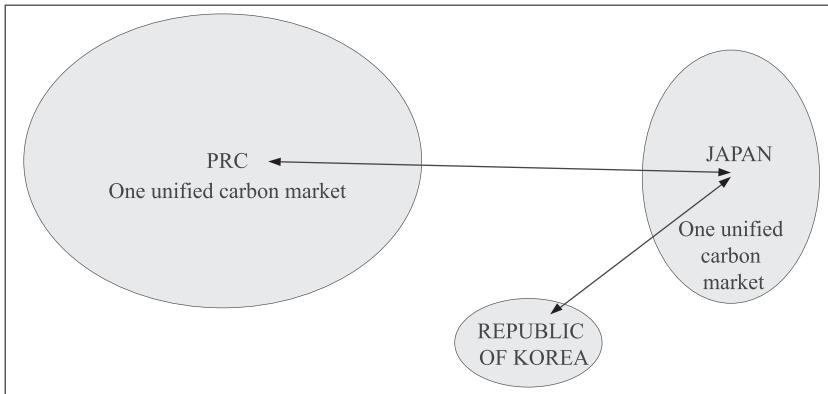 PRC
One unified carbon market
JAPAN
One unified
carbon
market
REPUBLIC
OF KOREA